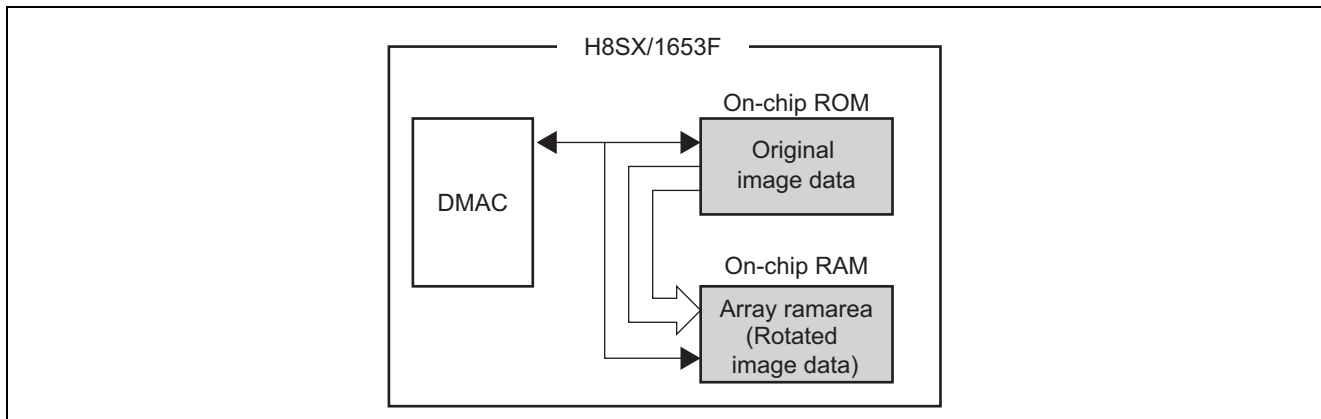 H8SX/1653F
On-chip ROM
Original
image data
DMAC
On-chip RAM
Array ramarea
(Rotated
image data)